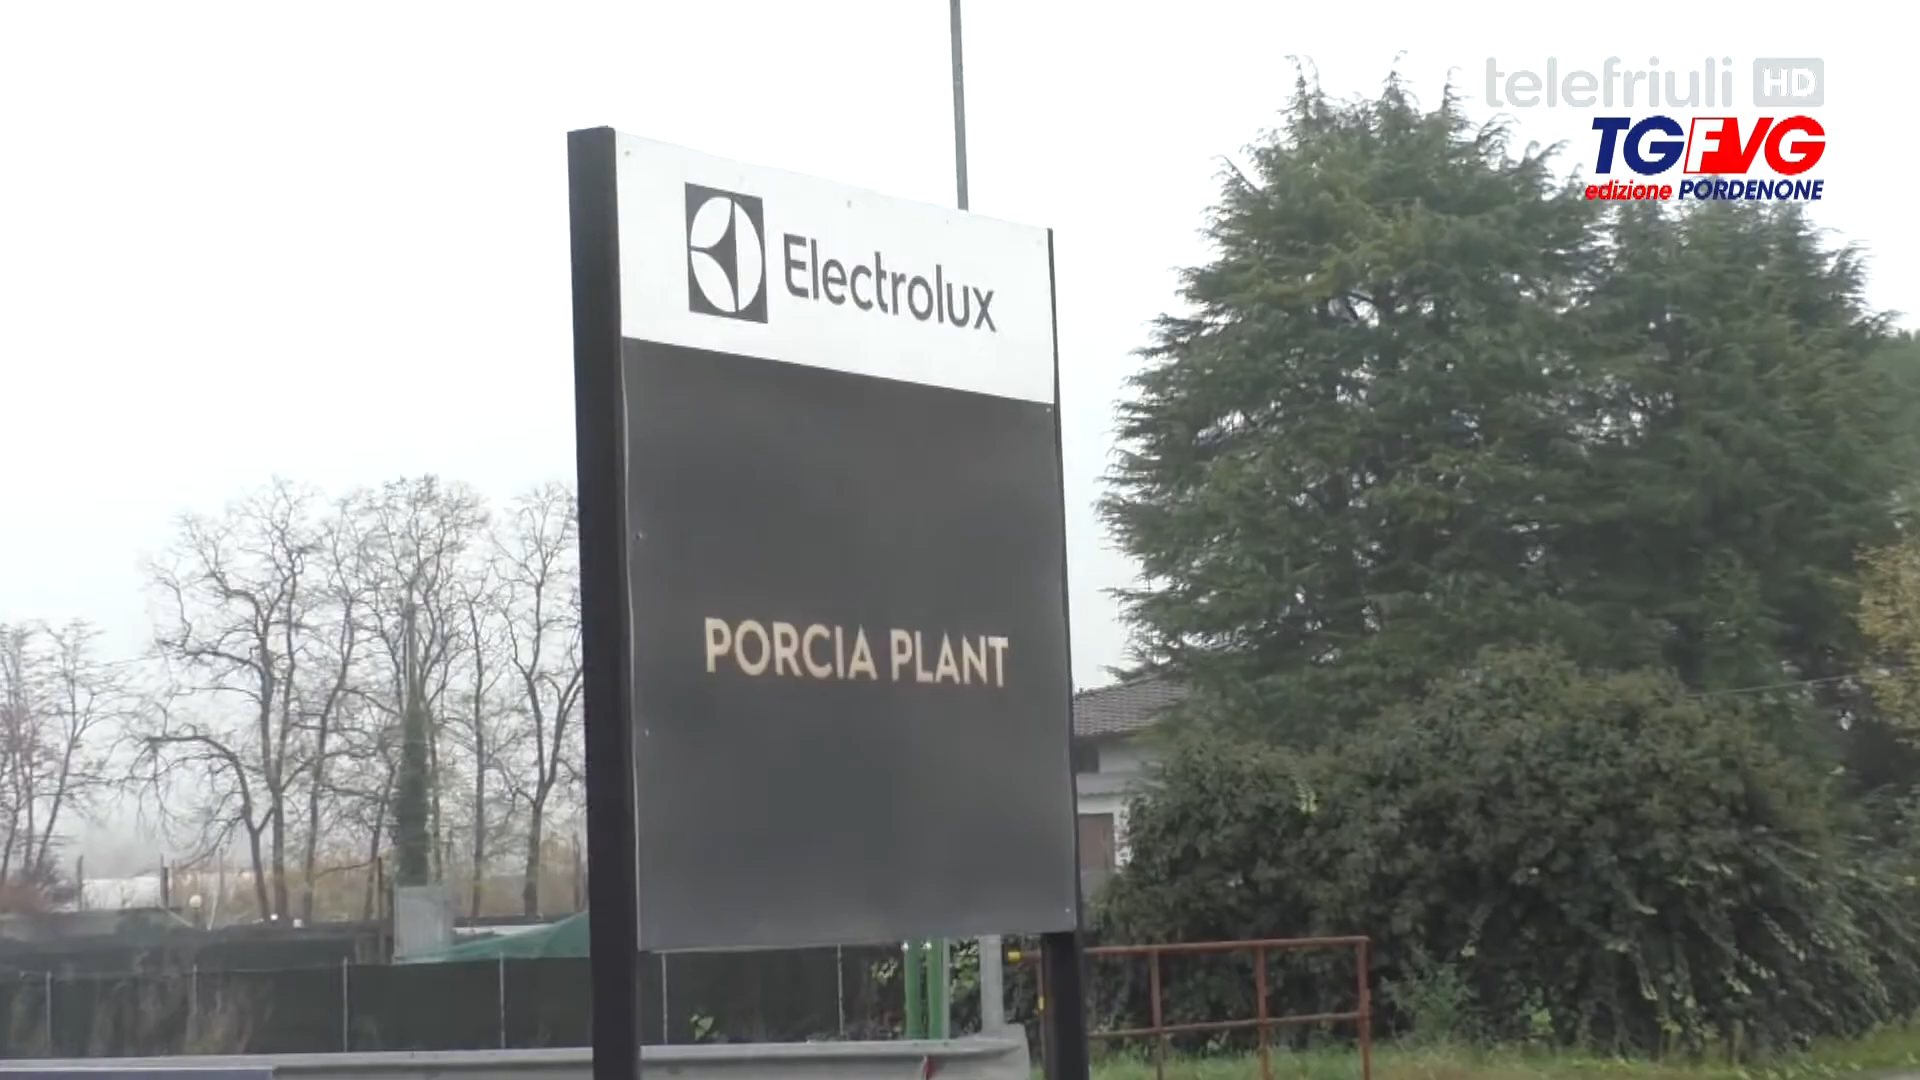 telefriuli HD
TGFVG
edizione PORDENONE
Electrolux
PORCIA PLANT